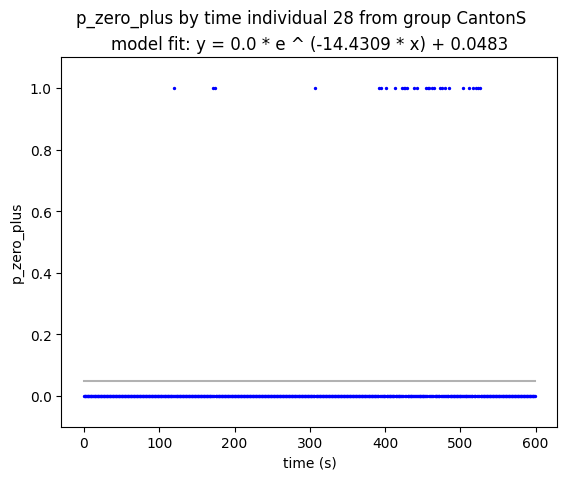 p_zero_plus by time individual 28 from group CantonS
model fit: y = 0.0 * e ^ (-14.4309 * x) + 0.0483
1.0
0.8
0.6
0.4
0.2
0.0
p_zero_plus
0 100 200 300 400 500 600
time (s)